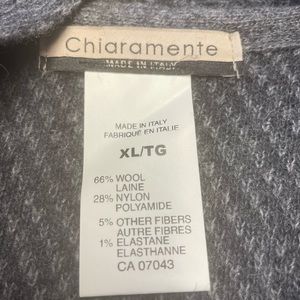 Chiaramente
MADE IN ITALY
MADE IN ITALY
FABRIQUE EN ITALIE
XL/TG
66% WOOL
LAINE
28% NYLON
POLYAMIDE
5% OTHER FIBERS
AUTRE FIBRES
1% ELASTANE
ELASTHANNE
CA 07043